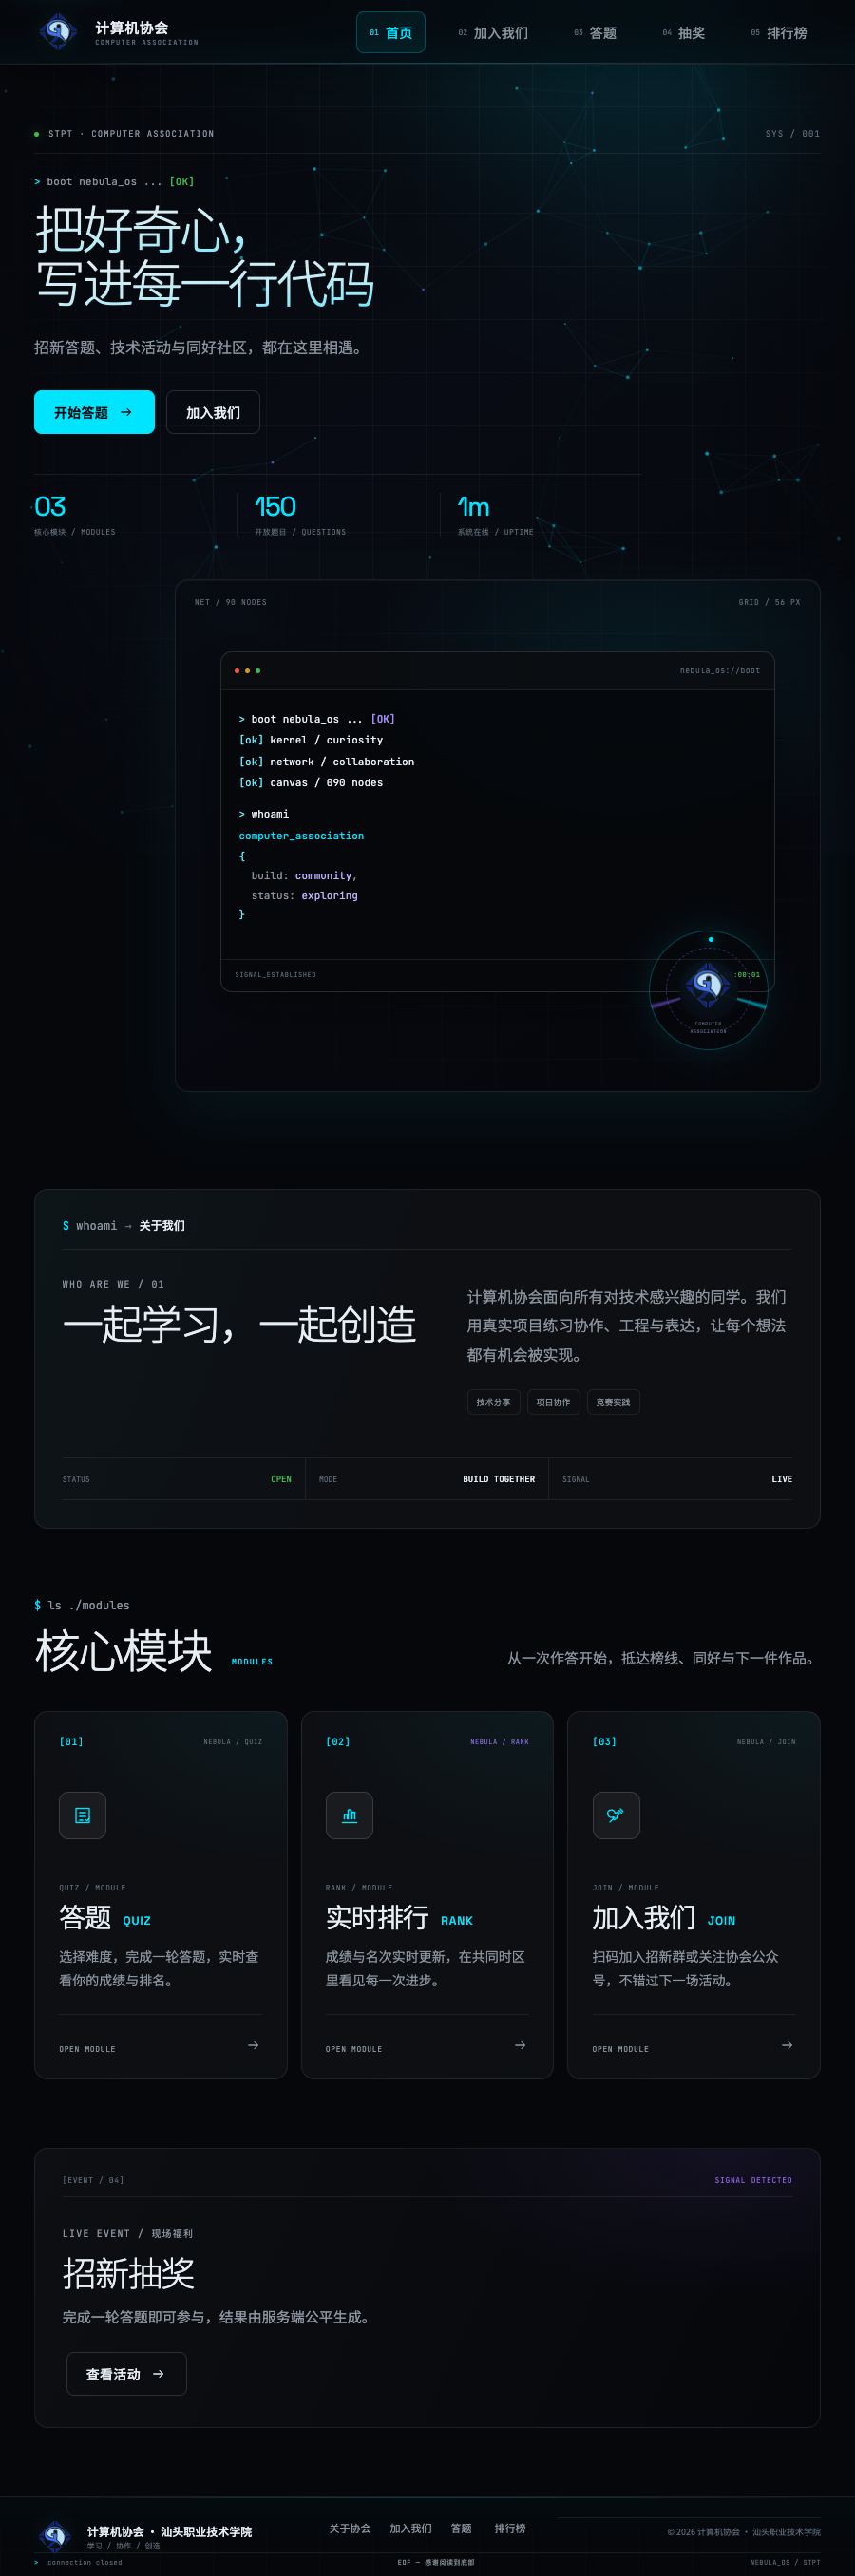 计算机协会
COMPUTER ASSOCIATION
01 首页 02 加入我们 03 答题 04 抽奖 05 排行榜
STPT · COMPUTER ASSOCIATION
SYS / 001
> boot nebula_os ... [OK]
把好奇心，
写进每一行代码
招新答题、技术活动与同好社区，都在这里相遇。
开始答题 →
加入我们
03
核心模块 / MODULES
150
开放题目 / QUESTIONS
1m
系统在线 / UPTIME
NET / 90 NODES
GRID / 56 PX
nebula_os://boot
> boot nebula_os ... [OK]
[ok] kernel / curiosity
[ok] network / collaboration
[ok] canvas / 090 nodes
> whoami
computer_association
{
build: community,
status: exploring
}
SIGNAL_ESTABLISHED
:08:01
COMPUTER
ASSOCIATION
$ whoami → 关于我们
WHO ARE WE / 01
一起学习，一起创造
计算机协会面向所有对技术感兴趣的同学。我们
用真实项目练习协作、工程与表达，让每个想法
都有机会被实现。
技术分享 项目协作 竞赛实践
STATUS OPEN
MODE BUILD TOGETHER
SIGNAL LIVE
$ ls ./modules
核心模块 MODULES
从一次作答开始，抵达榜线、同好与下一件作品。
[01] NEBULA / QUIZ
QUIZ / MODULE
答题 QUIZ
选择难度，完成一轮答题，实时查
看你的成绩与排名。
OPEN MODULE →
[02] NEBULA / RANK
RANK / MODULE
实时排行 RANK
成绩与名次实时更新，在共同时区
里看见每一次进步。
OPEN MODULE →
[03] NEBULA / JOIN
JOIN / MODULE
加入我们 JOIN
扫码加入招新群或关注协会公众
号，不错过下一场活动。
OPEN MODULE →
[EVENT / 04]
SIGNAL DETECTED
LIVE EVENT / 现场福利
招新抽奖
完成一轮答题即可参与，结果由服务端公平生成。
查看活动 →
计算机协会 · 汕头职业技术学院
学习 / 协作 / 创造
关于协会 加入我们 答题 排行榜
© 2026 计算机协会 · 汕头职业技术学院
> connection closed
EOF — 感谢阅读到底部
NEBULA_OS / STPT